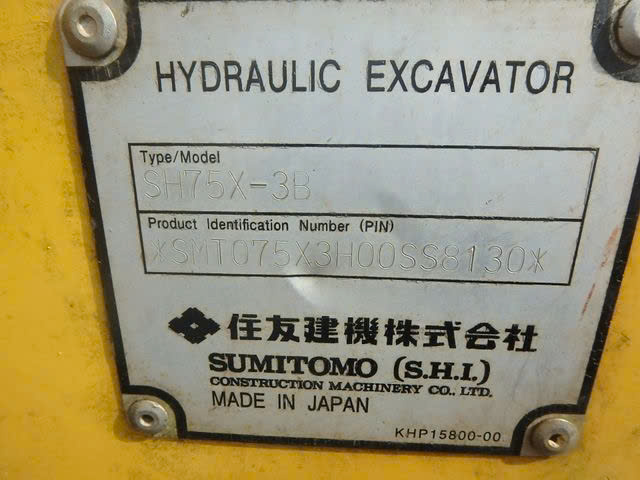 HYDRAULIC EXCAVATOR
Type/Model
SH75X-3B
Product Identification Number (PIN)
*SMT075X3H00SS8130*
住友建機株式会社
SUMITOMO (S.H.I.)
CONSTRUCTION MACHINERY CO., LTD.
MADE IN JAPAN
KHP15800-00